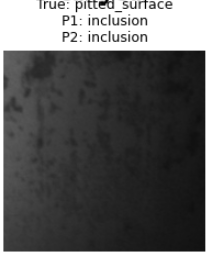 True: pitted_surface
P1: inclusion
P2: inclusion